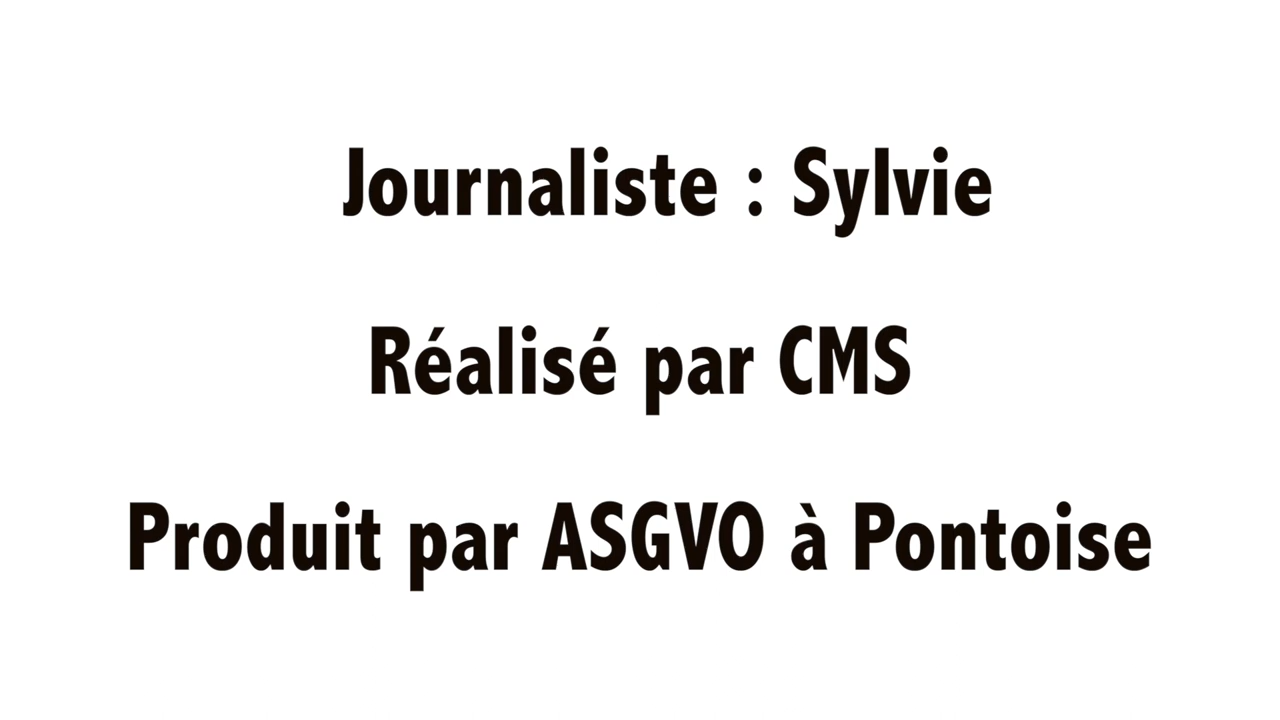 Journaliste : Sylvie
Réalisé par CMS
Produit par ASGVO à Pontoise